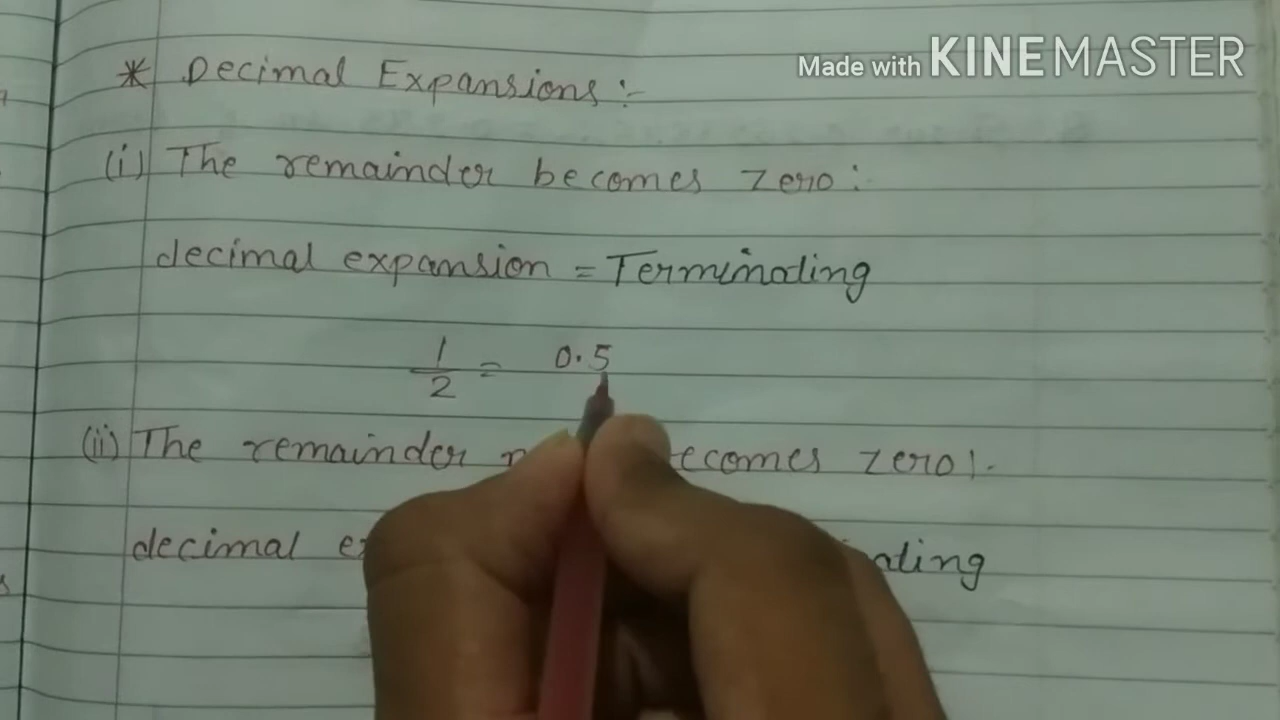 Made with KINEMASTER
* Decimal Expansions :-
(i) The remainder becomes zero :
decimal expansion = Terminating
1/2 = 0.5
(ii) The remainder zero :-
decimal